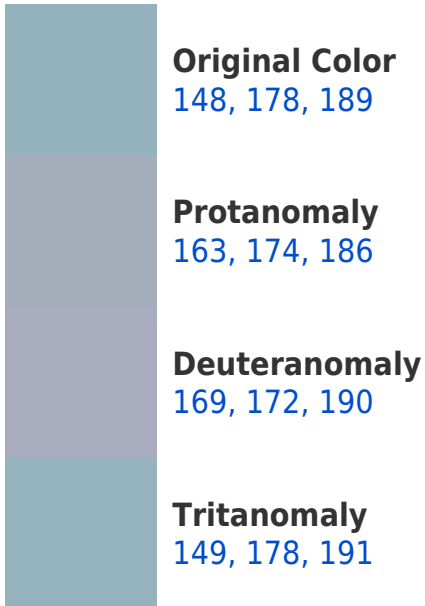 Original Color
148, 178, 189
Protanomaly
163, 174, 186
Deuteranomaly
169, 172, 190
Tritanomaly
149, 178, 191